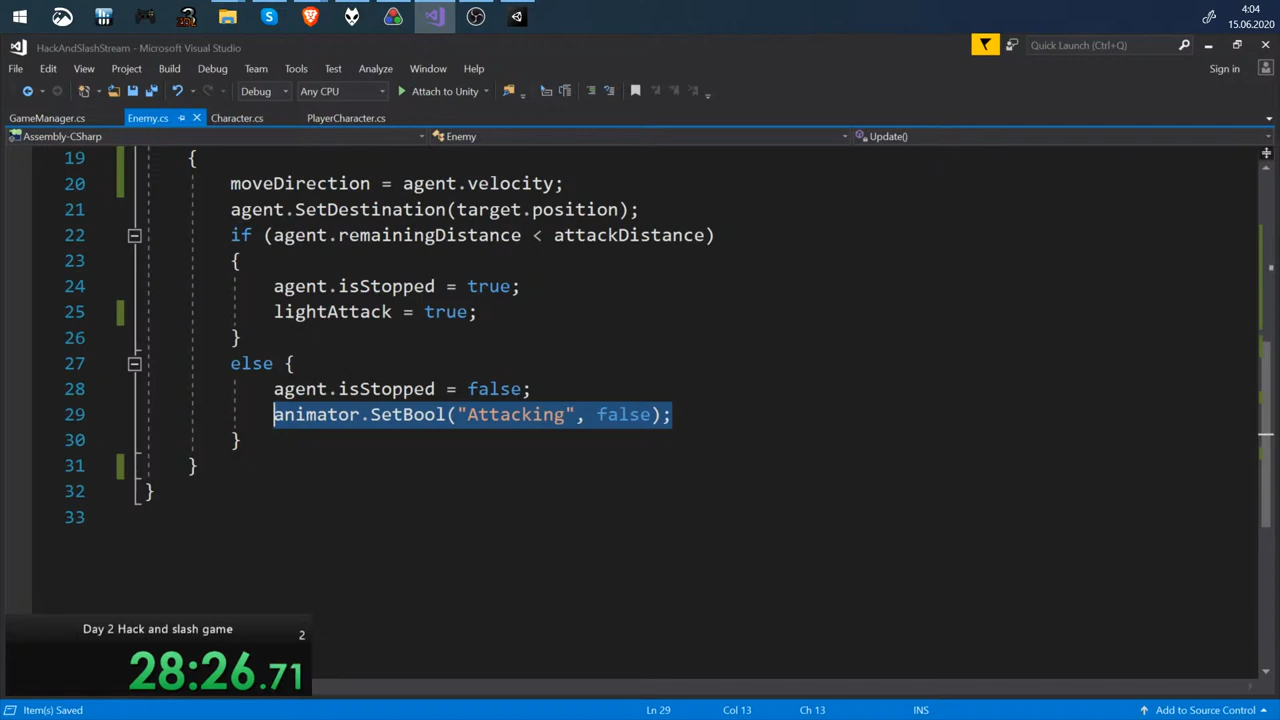 4:04
15.06.2020
HackAndSlashStream - Microsoft Visual Studio
Quick Launch (Ctrl+Q)
File Edit View Project Build Debug Team Tools Test Analyze Window Help
Sign in
Debug Any CPU Attach to Unity
GameManager.cs Enemy.cs Character.cs PlayerCharacter.cs
Assembly-CSharp Enemy Update()
19 {
20 moveDirection = agent.velocity;
21 agent.SetDestination(target.position);
22 if (agent.remainingDistance < attackDistance)
23 {
24 agent.isStopped = true;
25 lightAttack = true;
26 }
27 else {
28 agent.isStopped = false;
29 animator.SetBool("Attacking", false);
30 }
31 }
32 }
33
Day 2 Hack and slash game
2
28:26.71
Item(s) Saved Ln 29 Col 13 Ch 13 INS Add to Source Control